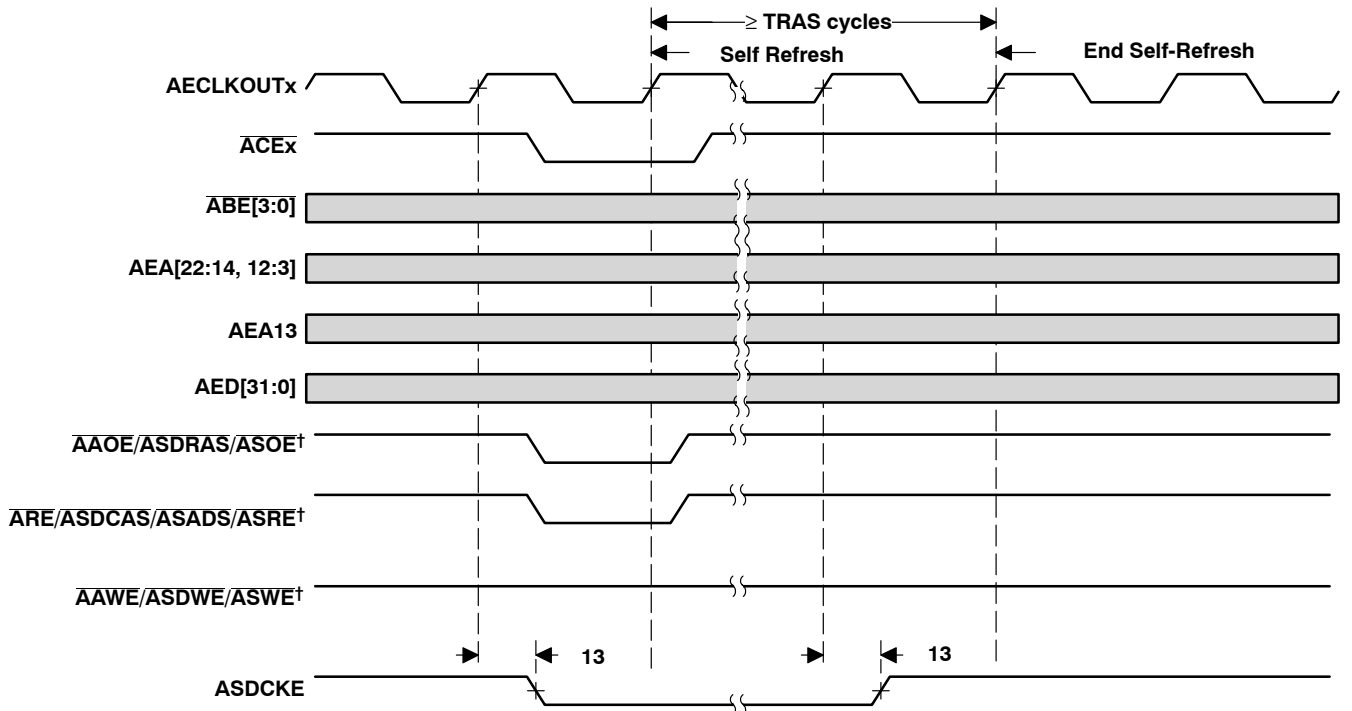 ≥ TRAS cycles
Self Refresh
End Self-Refresh
AECLKOUTx
ACEx
ABE[3:0]
AEA[22:14, 12:3]
AEA13
AED[31:0]
AAOE/ASDRAS/ASOE†
ARE/ASDCAS/ASADS/ASRE†
AAWE/ASDWE/ASWE†
13
13
ASDCKE